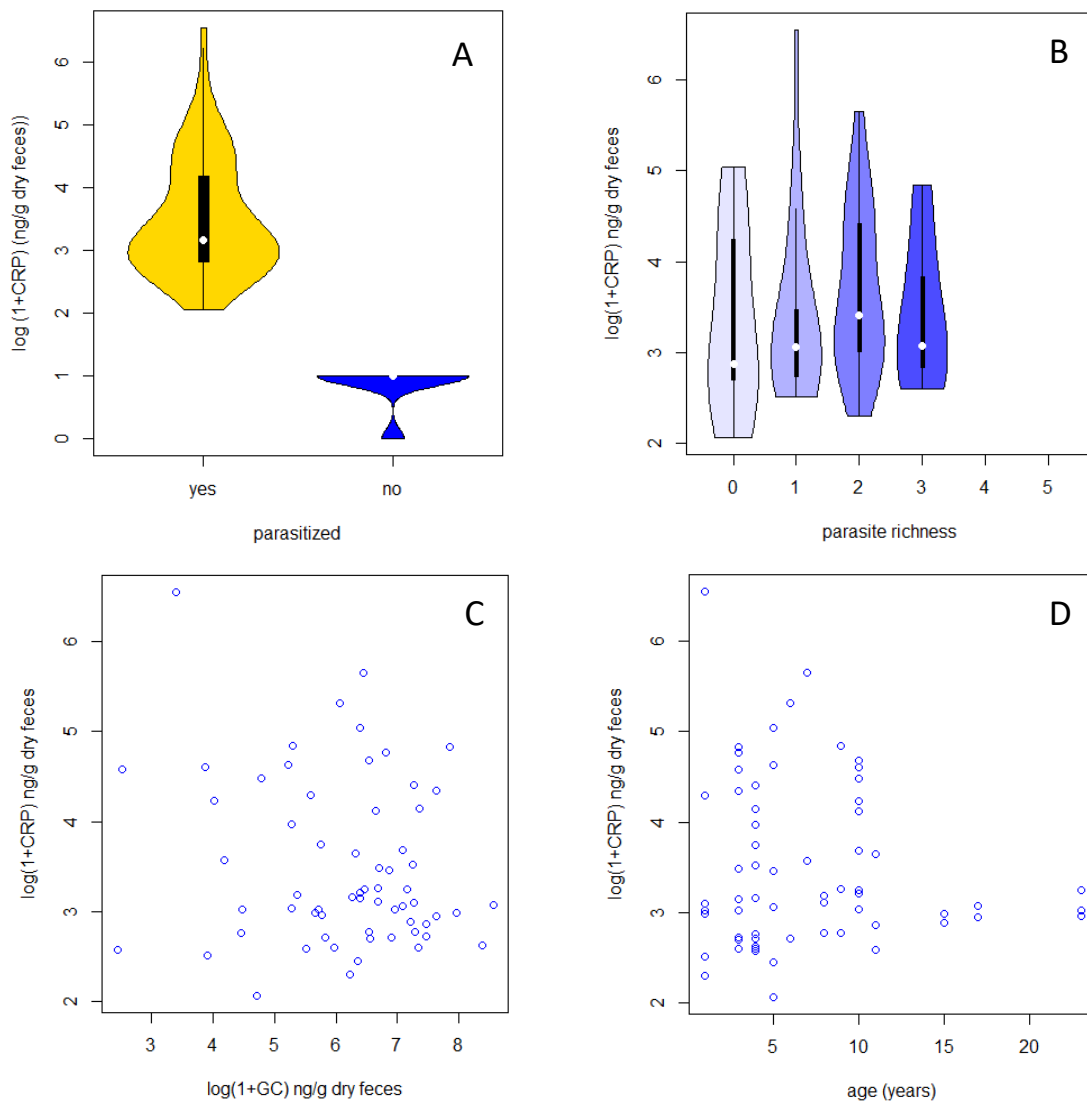 A
log (1+CRP) (ng/g dry feces))
6
5
4
3
2
1
0
yes no
parasitized
B
log(1+CRP) ng/g dry feces
6
5
4
3
2
0 1 2 3 4 5
parasite richness
C
log(1+CRP) ng/g dry feces
6
5
4
3
2
3 4 5 6 7 8
log(1+GC) ng/g dry feces
D
log(1+CRP) ng/g dry feces
6
5
4
3
2
5 10 15 20
age (years)